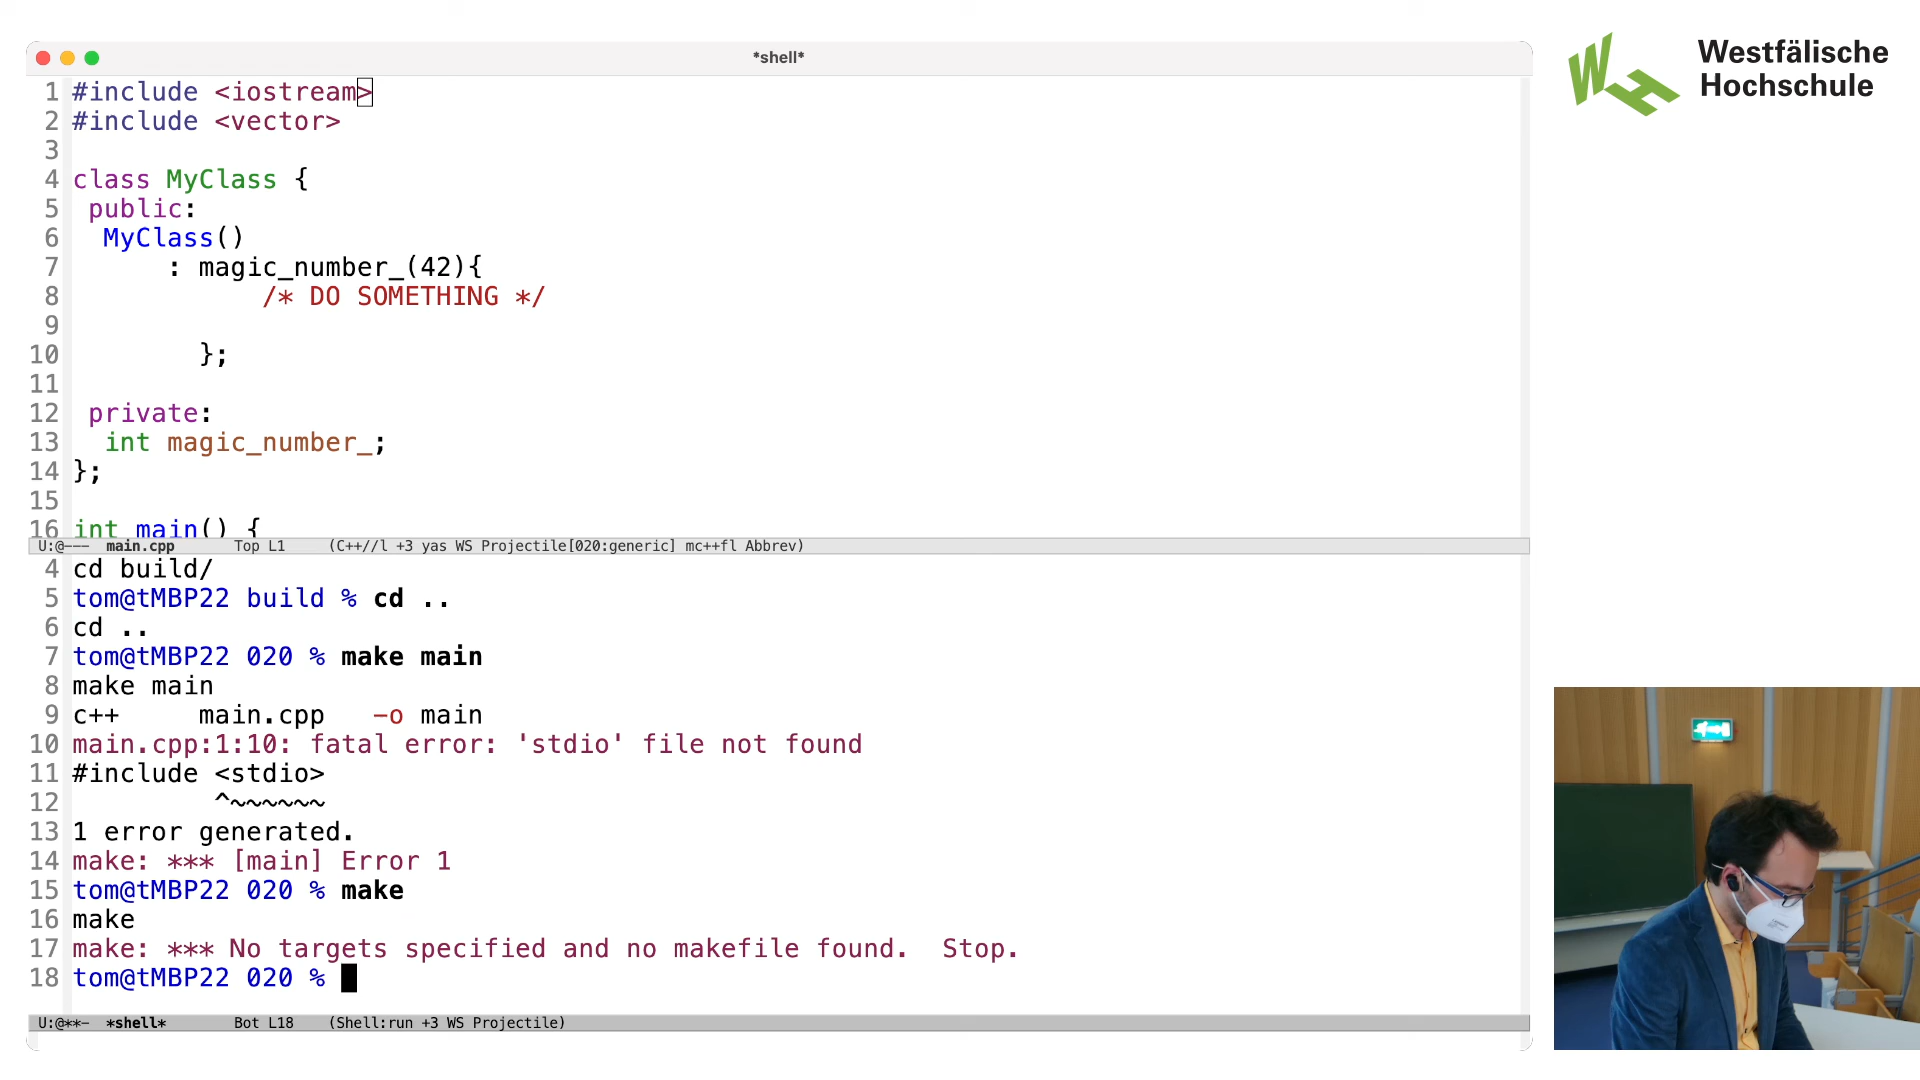 *shell*
1 #include <iostream>
2 #include <vector>
3
4 class MyClass {
5 public:
6 MyClass()
7 : magic_number_(42){
8 /* DO SOMETHING */
9
10 };
11
12 private:
13 int magic_number_;
14 };
15
16 int main() {
U:@--- main.cpp Top L1 (C++//l +3 yas WS Projectile[020:generic] mc++fl Abbrev)
4 cd build/
5 tom@tMBP22 build % cd ..
6 cd ..
7 tom@tMBP22 020 % make main
8 make main
9 c++ main.cpp -o main
10 main.cpp:1:10: fatal error: 'stdio' file not found
11 #include <stdio>
12 ^~~~~~~
13 1 error generated.
14 make: *** [main] Error 1
15 tom@tMBP22 020 % make
16 make
17 make: *** No targets specified and no makefile found. Stop.
18 tom@tMBP22 020 %
U:@**- *shell* Bot L18 (Shell:run +3 WS Projectile)
WH
Westfälische
Hochschule